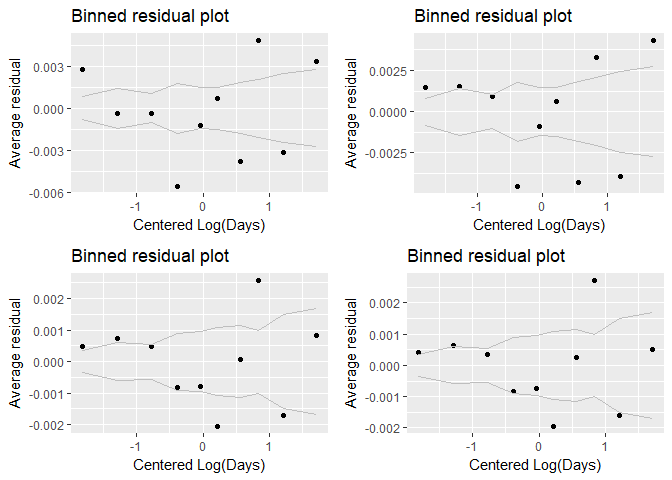 Binned residual plot
Average residual
0.003
0.000
-0.003
-0.006
-1
0
1
Centered Log(Days)
Binned residual plot
Average residual
0.0025
0.0000
-0.0025
-1
0
1
Centered Log(Days)
Binned residual plot
Average residual
0.002
0.001
0.000
-0.001
-0.002
-1
0
1
Centered Log(Days)
Binned residual plot
Average residual
0.002
0.001
0.000
-0.001
-0.002
-1
0
1
Centered Log(Days)